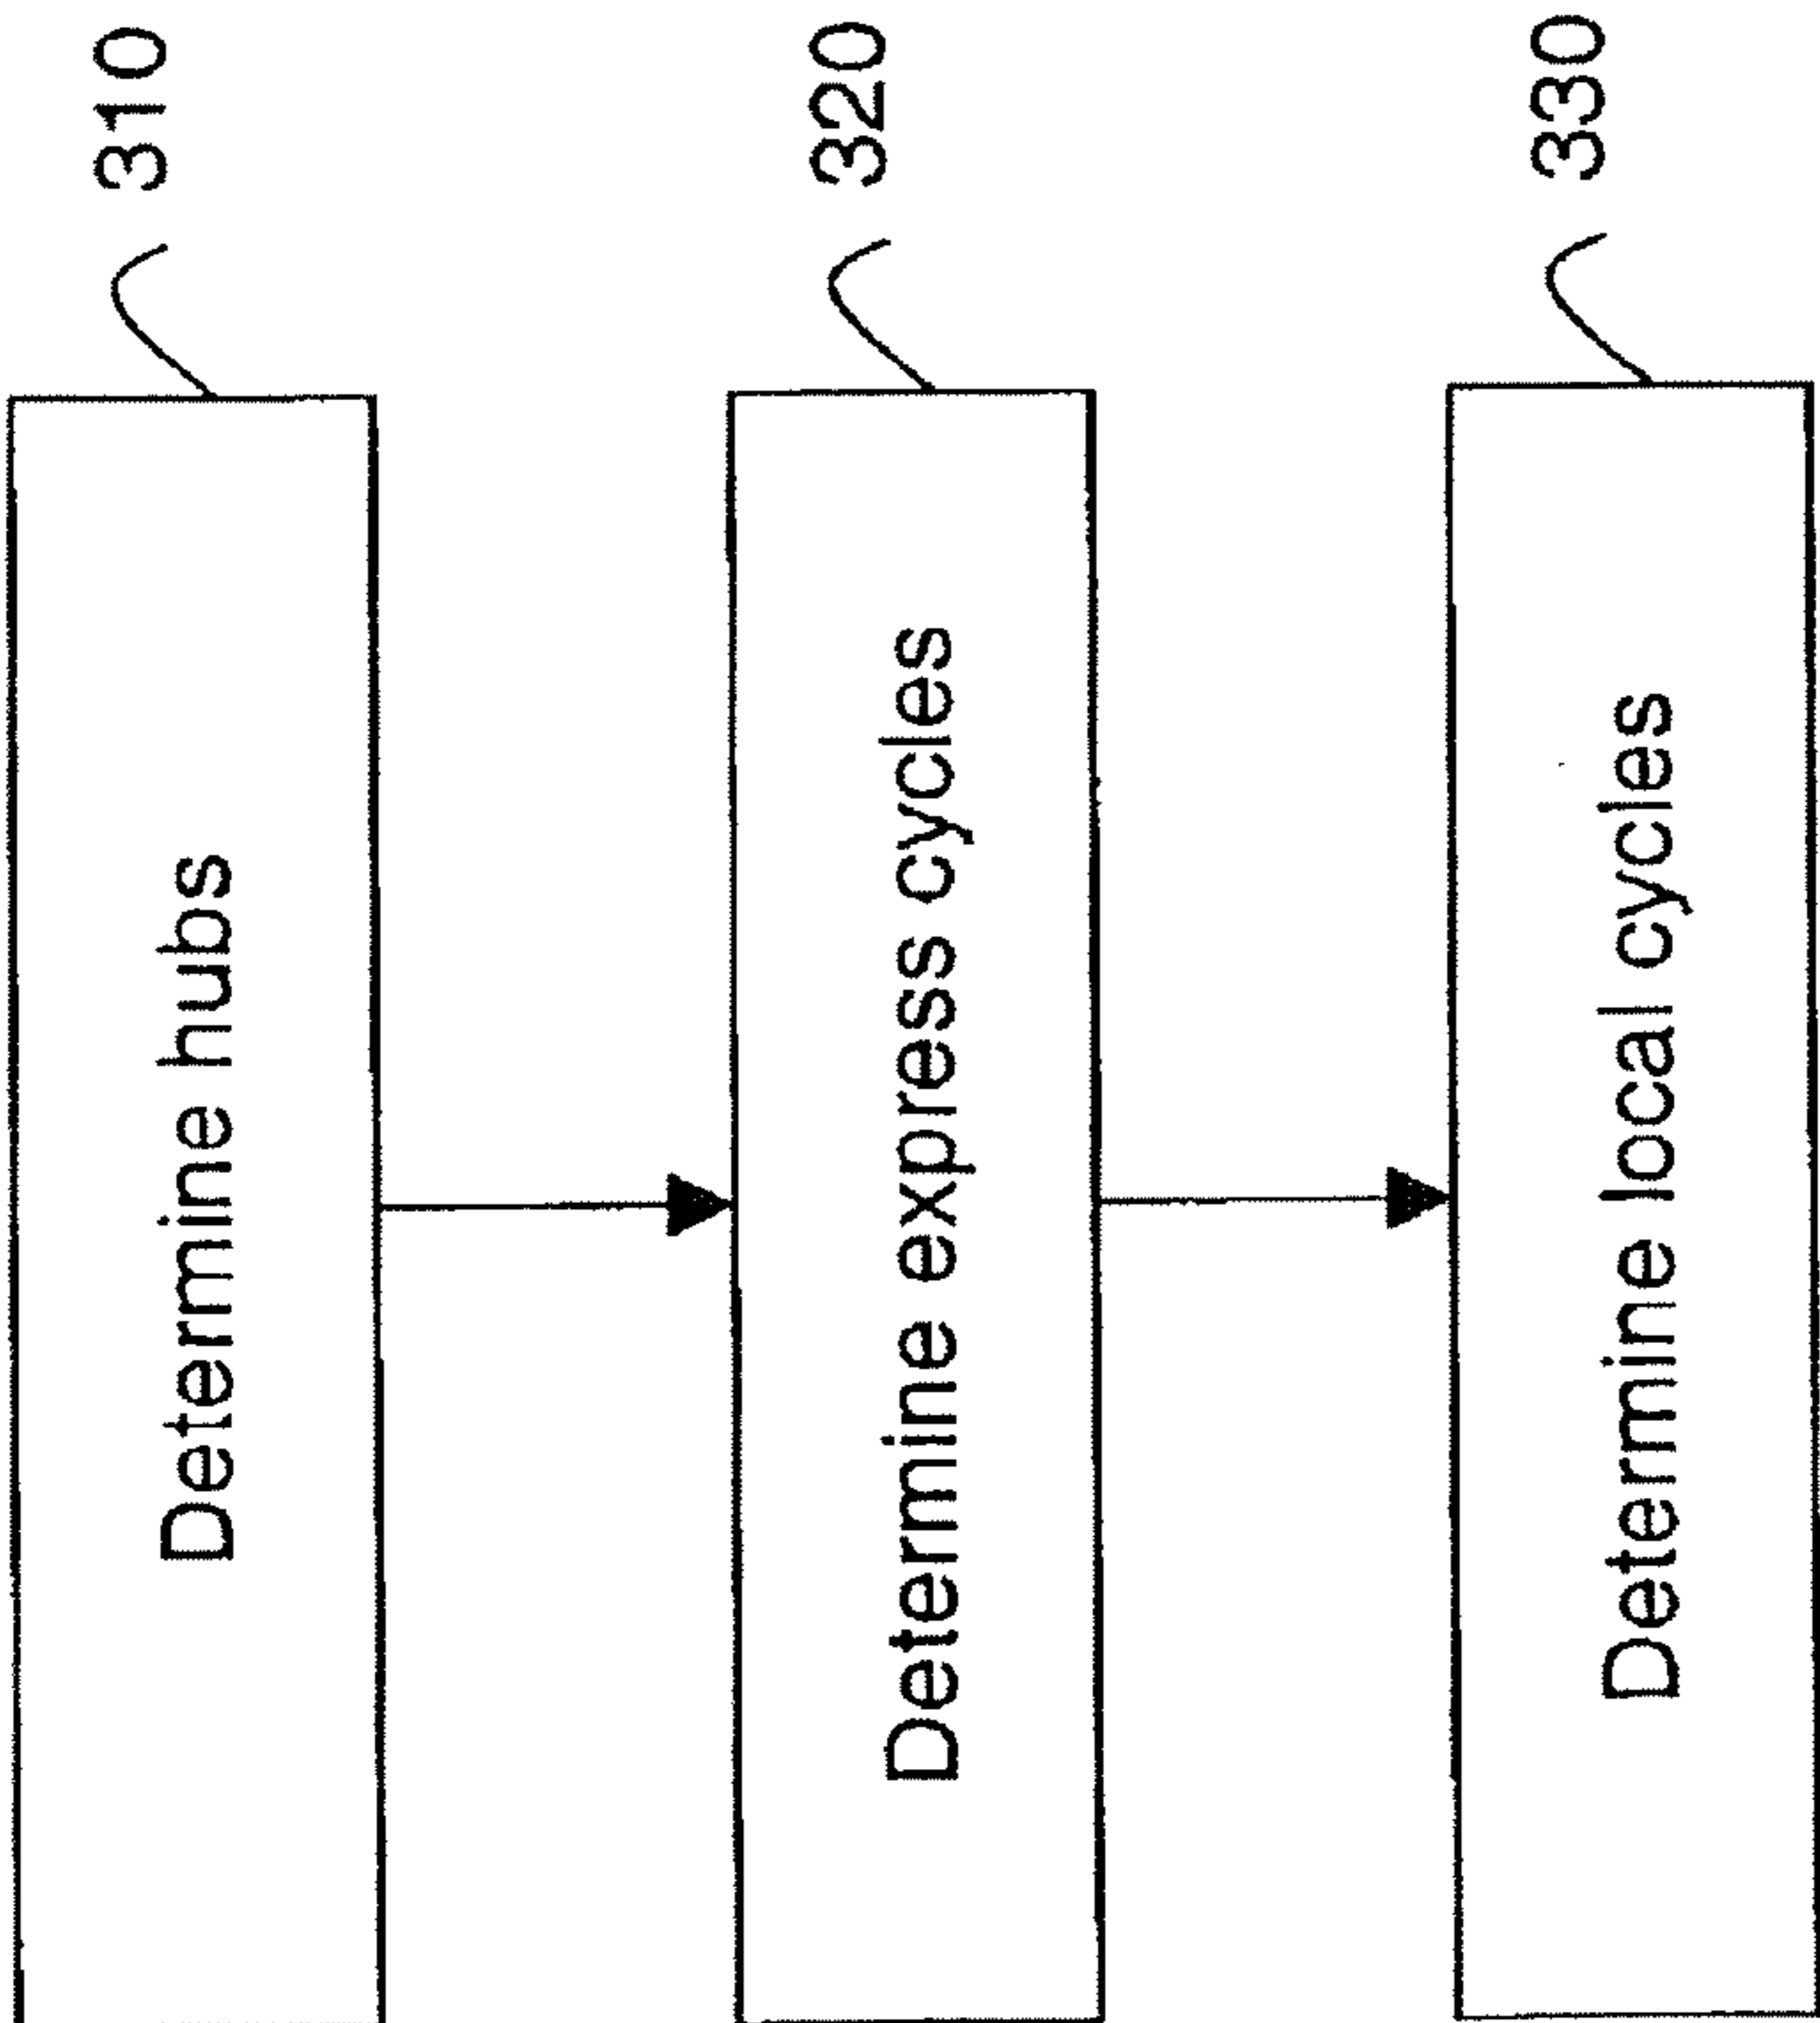 Determine hubs
310
Determine express cycles
320
Determine local cycles
330